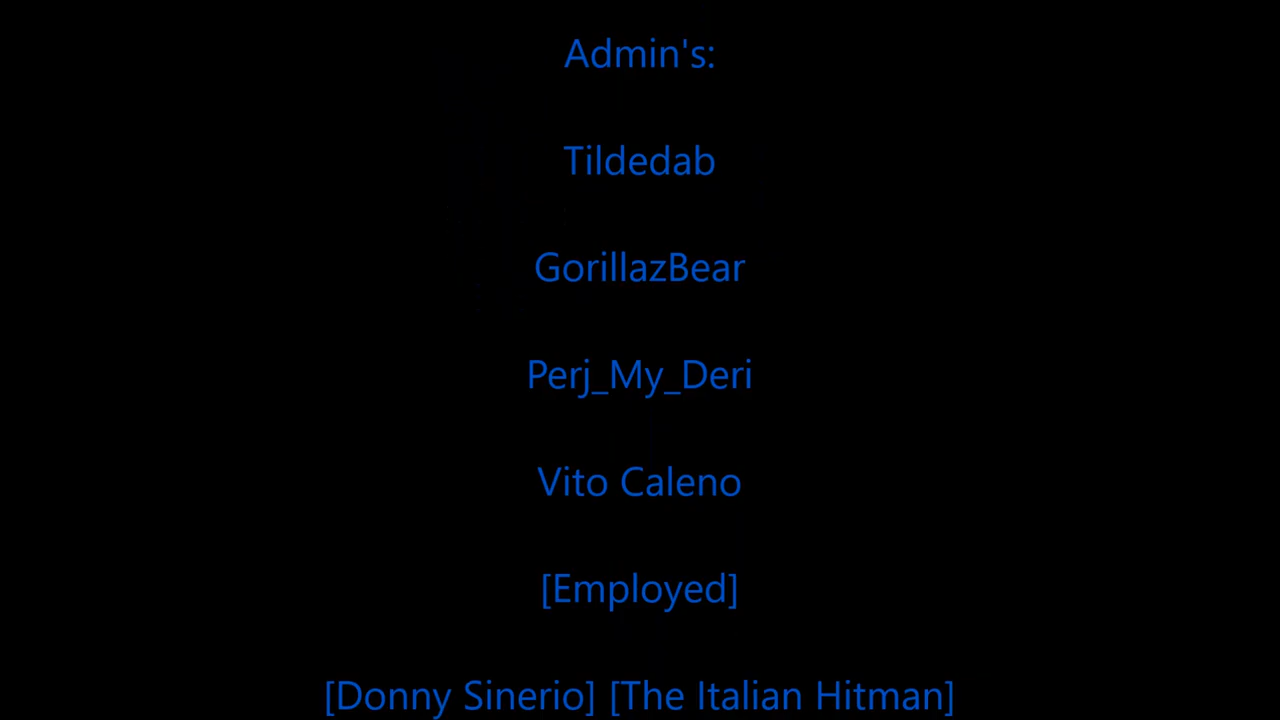 Admin's:
Tildedab
GorillazBear
Perj_My_Deri
Vito Caleno
[Employed]
[Donny Sinerio] [The Italian Hitman]